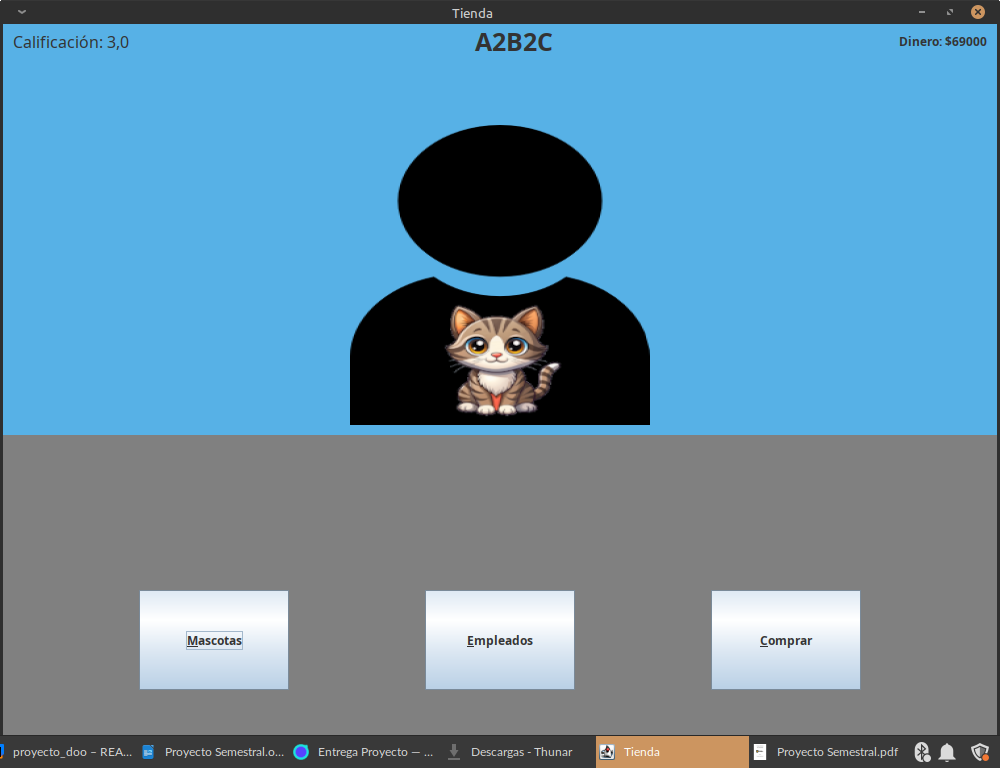 Tienda
Calificación: 3,0
A2B2C
Dinero: $69000
Mascotas
Empleados
Comprar
proyecto_doo – REA...
Proyecto Semestral.o...
Entrega Proyecto — ...
Descargas - Thunar
Tienda
Proyecto Semestral.pdf